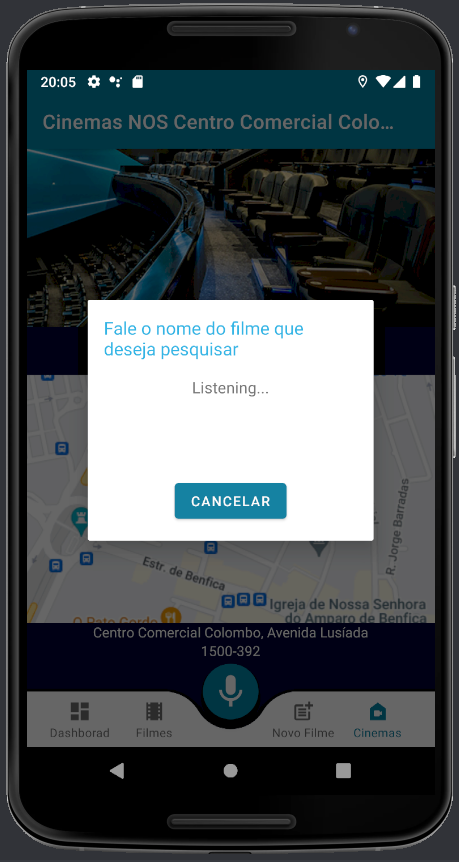 20:05
Cinemas NOS Centro Comercial Colo...
Fale o nome do filme que
deseja pesquisar
Listening...
CANCELAR
R. Jorge Barradas
Estr. de Benfica
Igreja de Nossa Senhora
do Amparo de Benfica
O Pato Gordo
Centro Comercial Colombo, Avenida Lusíada
1500-392
Dashborad
Filmes
Novo Filme
Cinemas